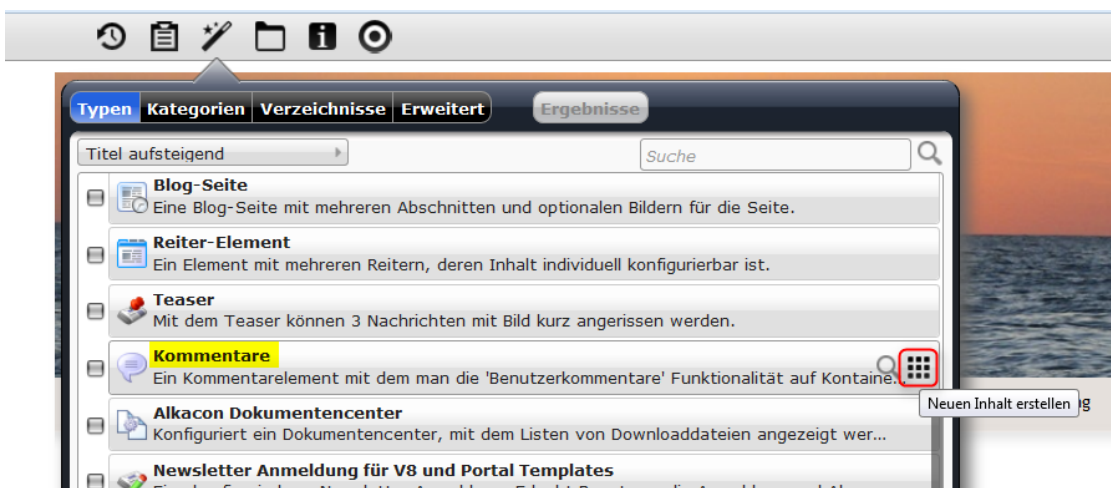 Typen Kategorien Verzeichnisse Erweitert Ergebnisse
Titel aufsteigend Suche
Blog-Seite
Eine Blog-Seite mit mehreren Abschnitten und optionalen Bildern für die Seite.
Reiter-Element
Ein Element mit mehreren Reitern, deren Inhalt individuell konfigurierbar ist.
Teaser
Mit dem Teaser können 3 Nachrichten mit Bild kurz angerissen werden.
Kommentare
Ein Kommentarelement mit dem man die 'Benutzerkommentare' Funktionalität auf Kontaine...
Neuen Inhalt erstellen
Alkacon Dokumentencenter
Konfiguriert ein Dokumentencenter, mit dem Listen von Downloaddateien angezeigt wer...
Newsletter Anmeldung für V8 und Portal Templates